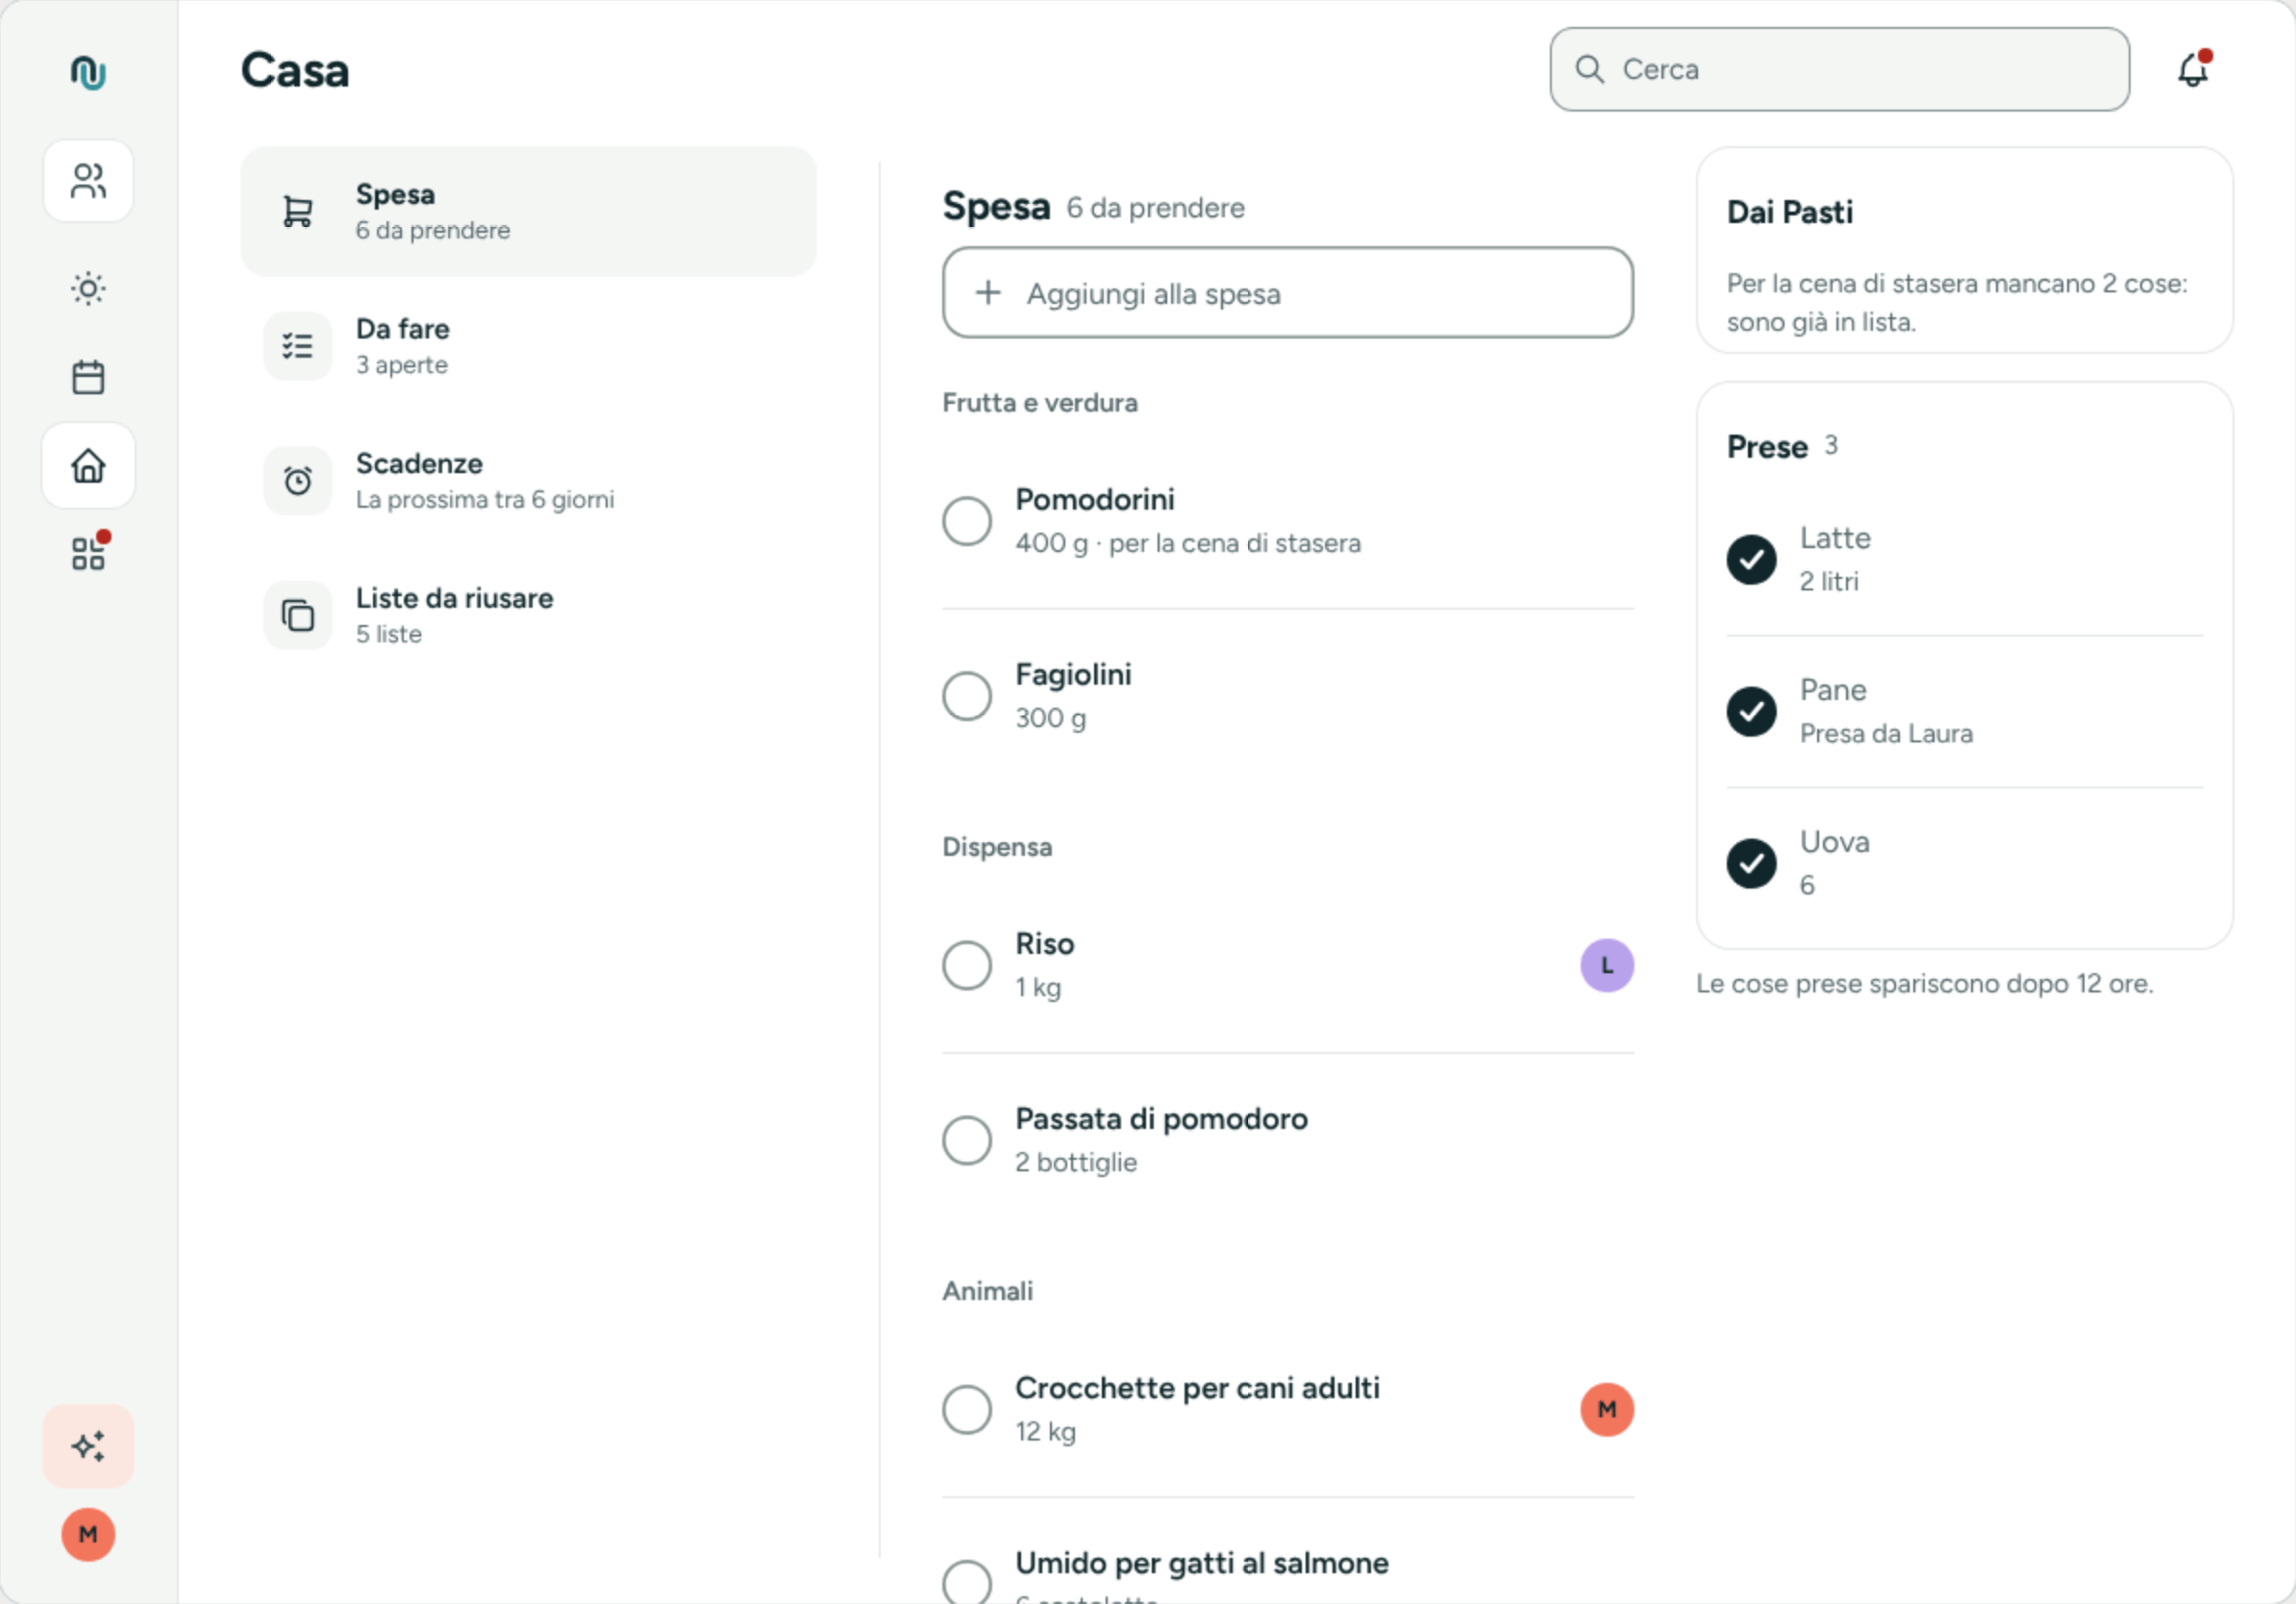 Casa
Cerca
Spesa
6 da prendere
Da fare
3 aperte
Scadenze
La prossima tra 6 giorni
Liste da riusare
5 liste
M
Spesa 6 da prendere
Aggiungi alla spesa
Frutta e verdura
Pomodorini
400 g · per la cena di stasera
Fagiolini
300 g
Dispensa
Riso
1 kg
L
Passata di pomodoro
2 bottiglie
Animali
Crocchette per cani adulti
12 kg
M
Umido per gatti al salmone
Dai Pasti
Per la cena di stasera mancano 2 cose:
sono già in lista.
Prese 3
Latte
2 litri
Pane
Presa da Laura
Uova
6
Le cose prese spariscono dopo 12 ore.